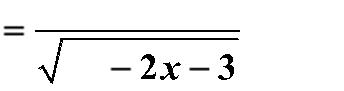 = √ − 2x − 3